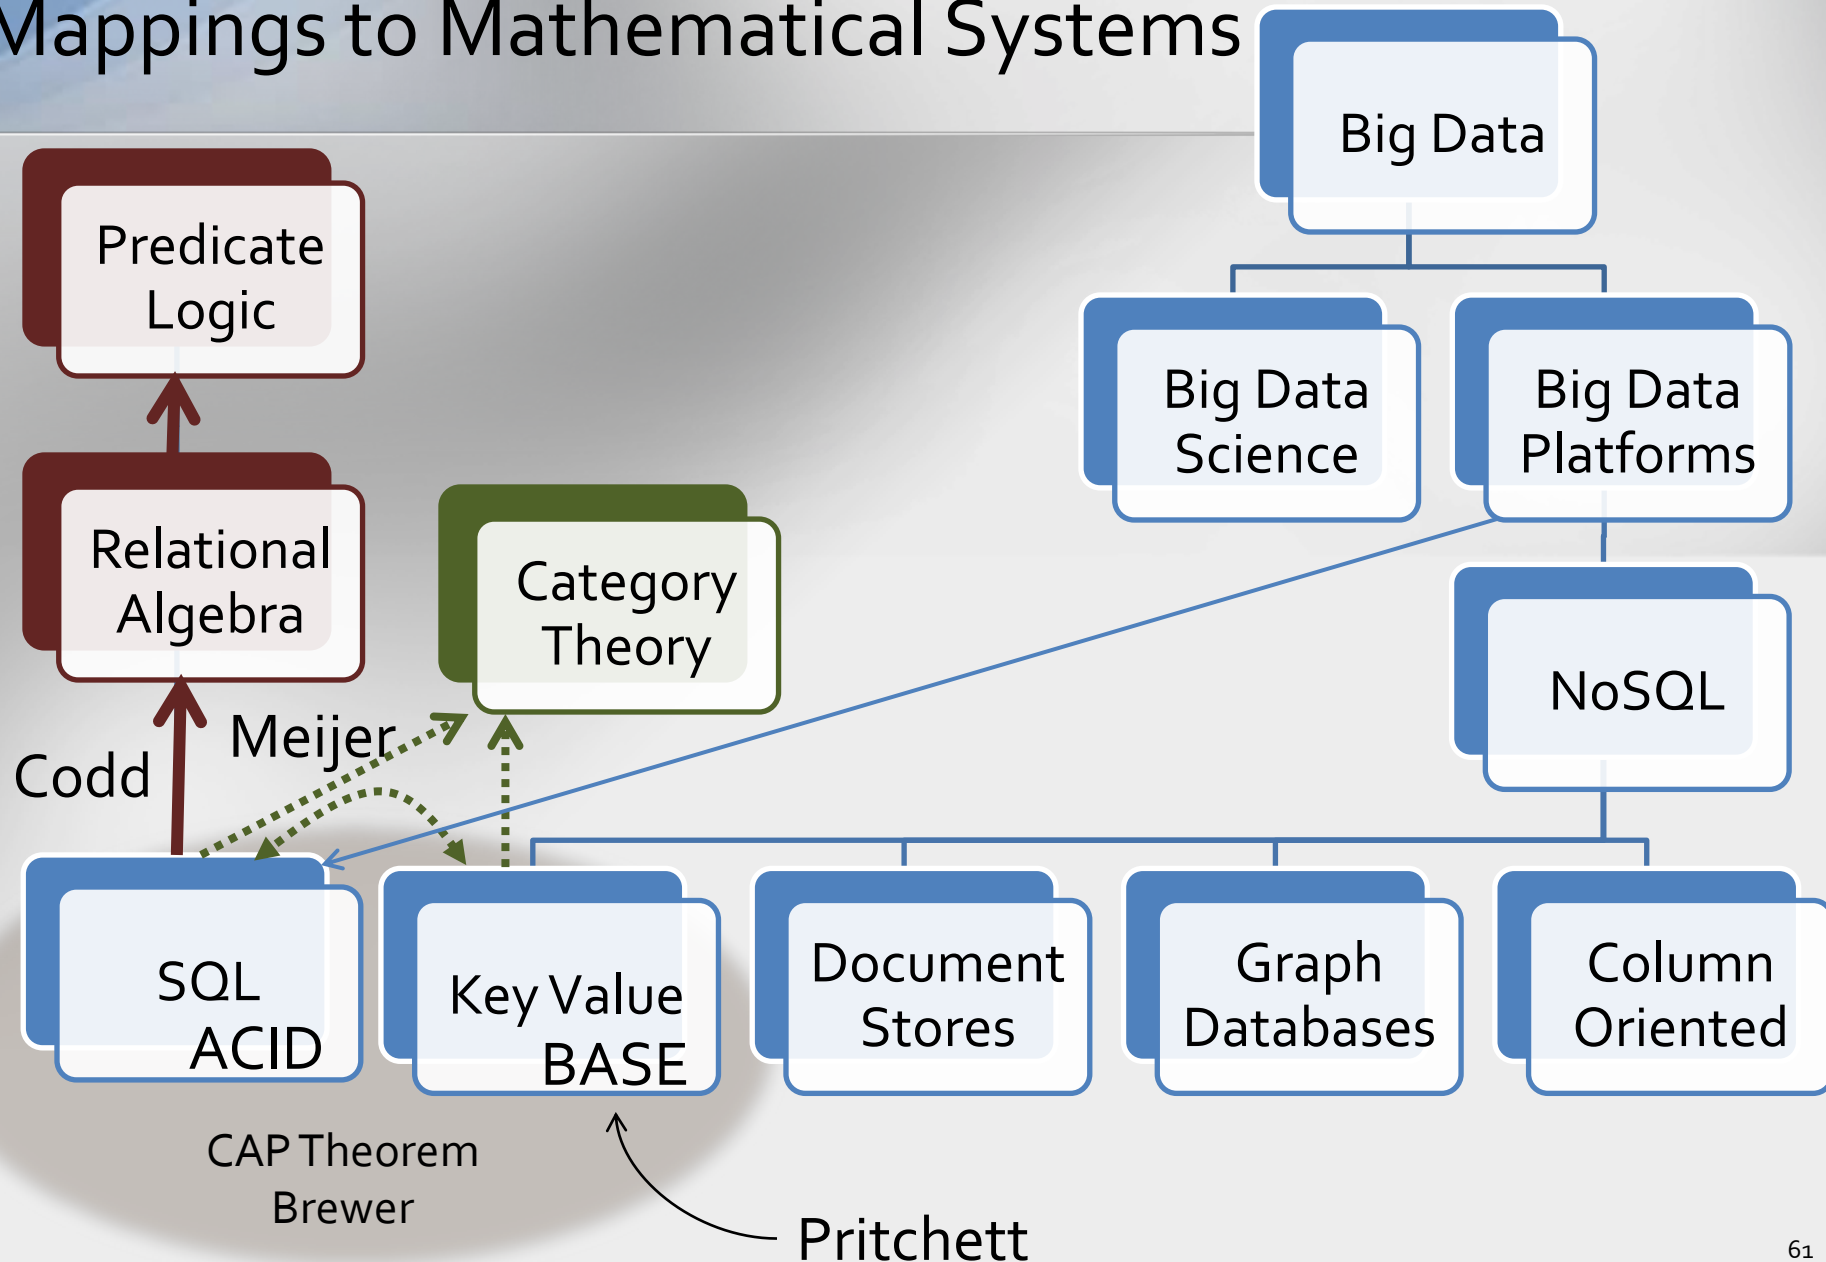 Mappings to Mathematical Systems
Big Data
Predicate
Logic
Big Data
Science
Big Data
Platforms
Relational
Algebra
Category
Theory
NoSQL
Meijer
Codd
SQL
ACID
Key Value
BASE
Document
Stores
Graph
Databases
Column
Oriented
CAP Theorem
Brewer
Pritchett
61